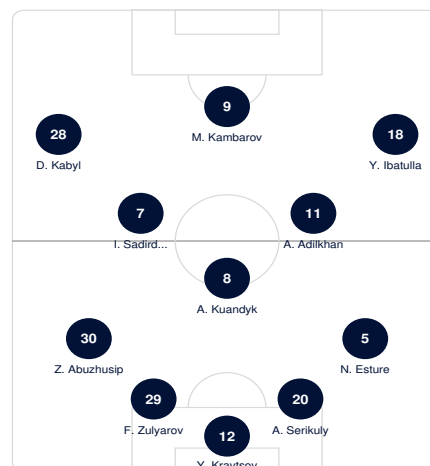 9
M. Kambarov
28
D. Kabyl
18
Y. Ibatulla
7
I. Sadird...
11
A. Adilkhan
8
A. Kuandyk
30
Z. Abuzhusip
5
N. Esture
29
F. Zulyarov
20
A. Serikuly
12
Y. Kravtsov